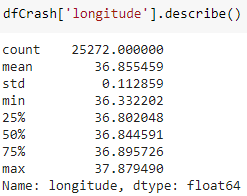 dfCrash['longitude'].describe()
count    25272.000000
mean        36.855459
std          0.112859
min         36.332202
25%         36.802048
50%         36.844591
75%         36.895726
max         37.879490
Name: longitude, dtype: float64